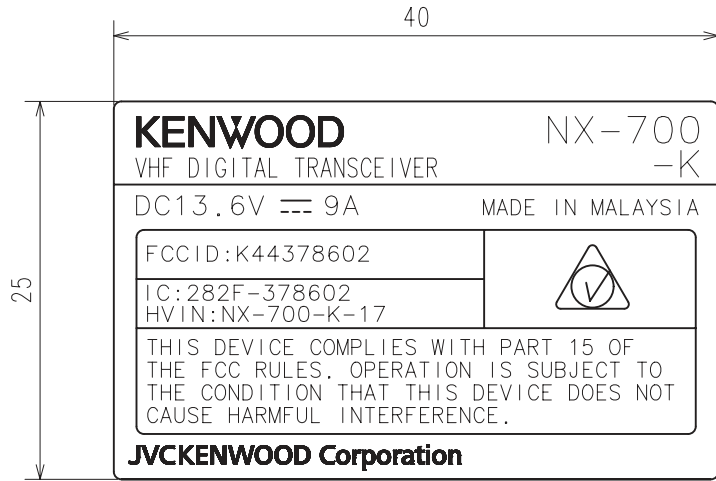 40
25
KENWOOD
NX-700
-K
VHF DIGITAL TRANSCEIVER
DC13.6V ⎓ 9A
MADE IN MALAYSIA
FCCID:K44378602
IC:282F-378602
HVIN:NX-700-K-17
THIS DEVICE COMPLIES WITH PART 15 OF
THE FCC RULES. OPERATION IS SUBJECT TO
THE CONDITION THAT THIS DEVICE DOES NOT
CAUSE HARMFUL INTERFERENCE.
JVCKENWOOD Corporation